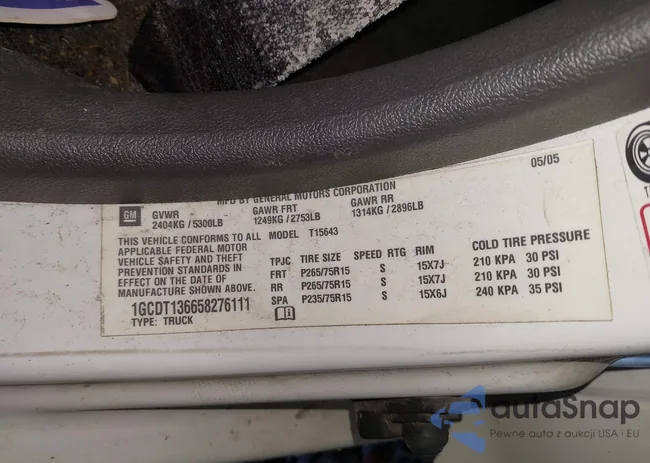 05/05
MFD BY GENERAL MOTORS CORPORATION
GM
GVWR GAWR FRT GAWR RR
2404KG / 5300LB 1249KG / 2753LB 1314KG / 2896LB
THIS VEHICLE CONFORMS TO ALL MODEL T15643
APPLICABLE FEDERAL MOTOR
VEHICLE SAFETY AND THEFT
PREVENTION STANDARDS IN
EFFECT ON THE DATE OF
MANUFACTURE SHOWN ABOVE.
1GCDT136658276111
TYPE: TRUCK
TPJC TIRE SIZE SPEED RTG RIM COLD TIRE PRESSURE
FRT P265/75R15 S 15X7J 210 KPA 30 PSI
RR P265/75R15 S 15X7J 210 KPA 30 PSI
SPA P235/75R15 S 15X6J 240 KPA 35 PSI
autaSnap
Pewne auto z aukcji USA i EU